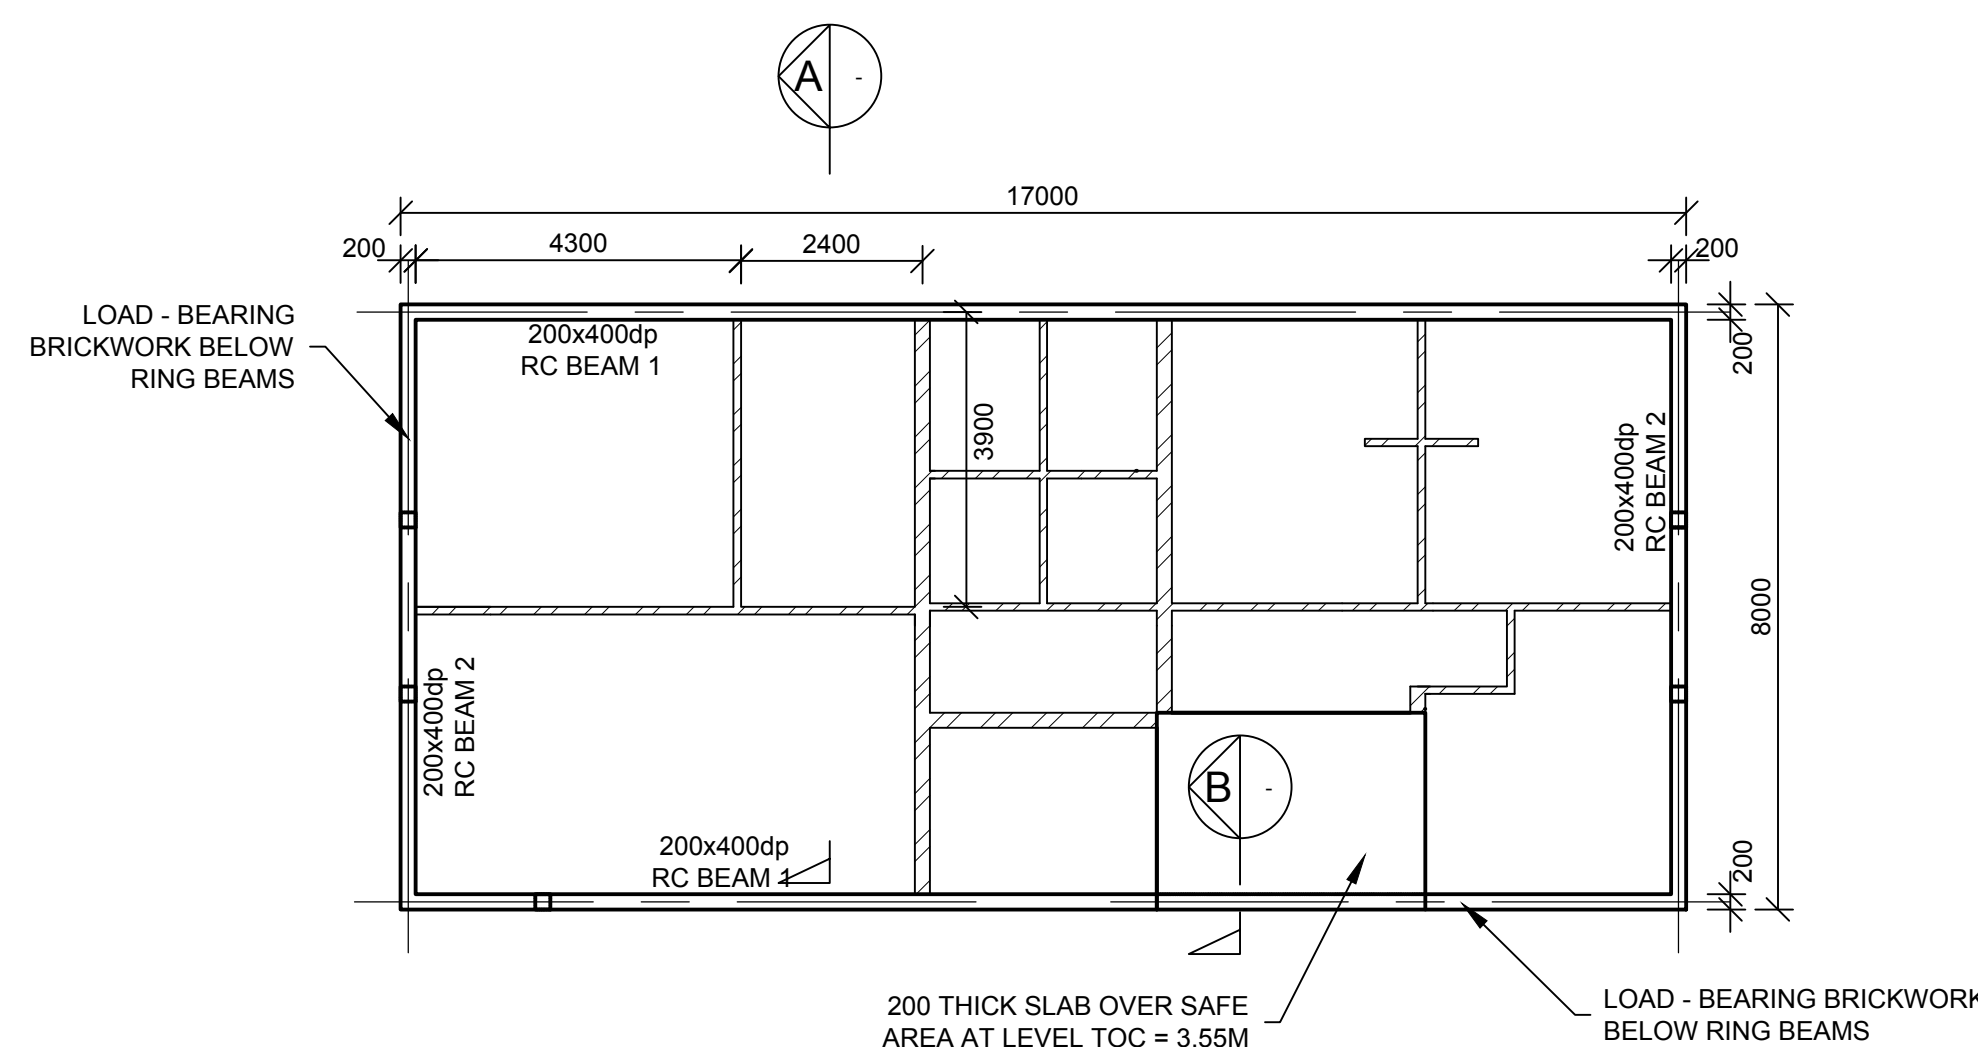 A
-
17000
200
4300
2400
200
LOAD - BEARING
BRICKWORK BELOW
RING BEAMS
200x400dp
RC BEAM 1
200
3900
200x400dp
RC BEAM 2
8000
200x400dp
RC BEAM 2
B
-
200x400dp
RC BEAM 1
200
200 THICK SLAB OVER SAFE
AREA AT LEVEL TOC = 3.55M
LOAD - BEARING BRICKWORK
BELOW RING BEAMS